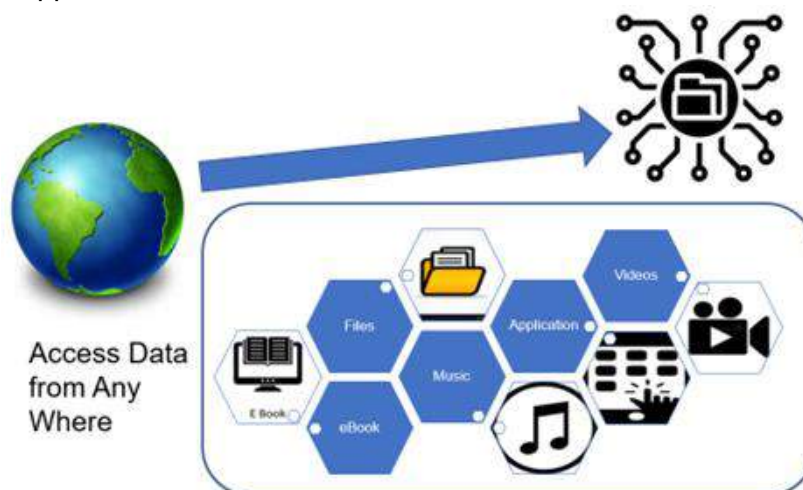 Videos
Files
Application
Music
E Book
eBook
Access Data
from Any
Where